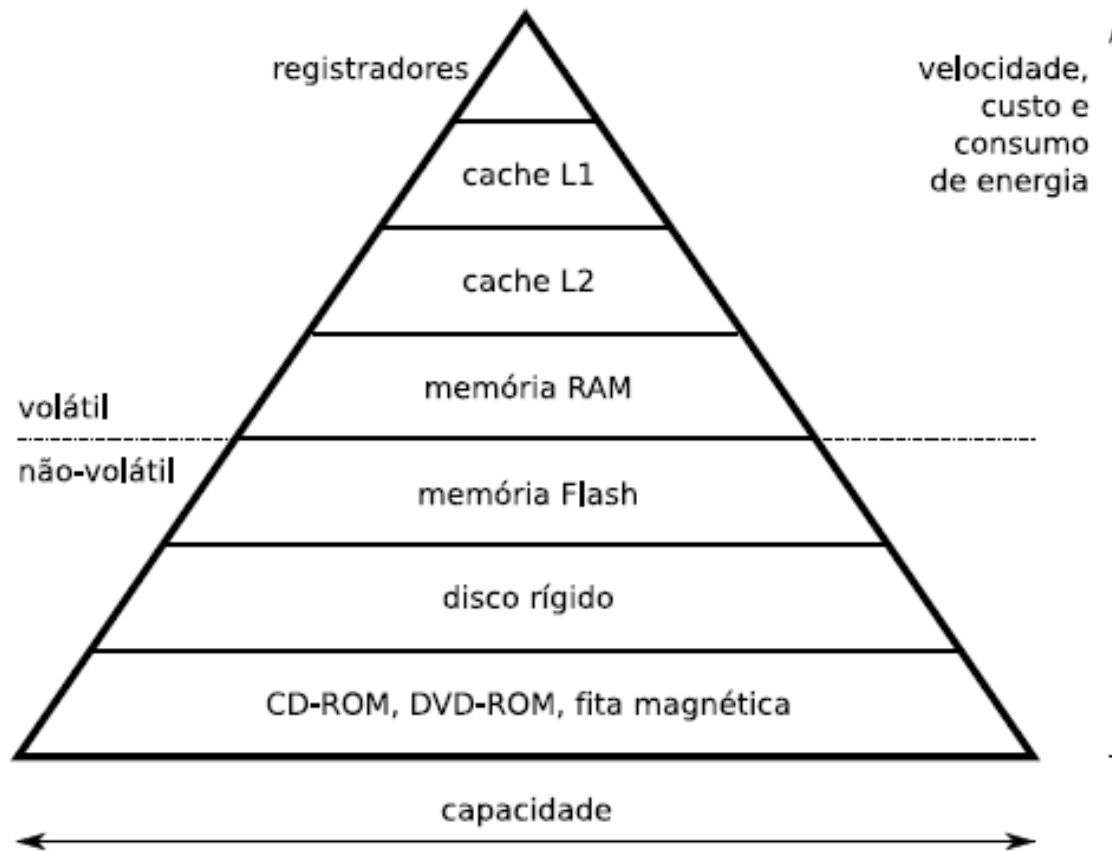 registradores
velocidade,
custo e
consumo
de energia
cache L1
cache L2
memória RAM
volátil
não-volátil
memória Flash
disco rígido
CD-ROM, DVD-ROM, fita magnética
capacidade